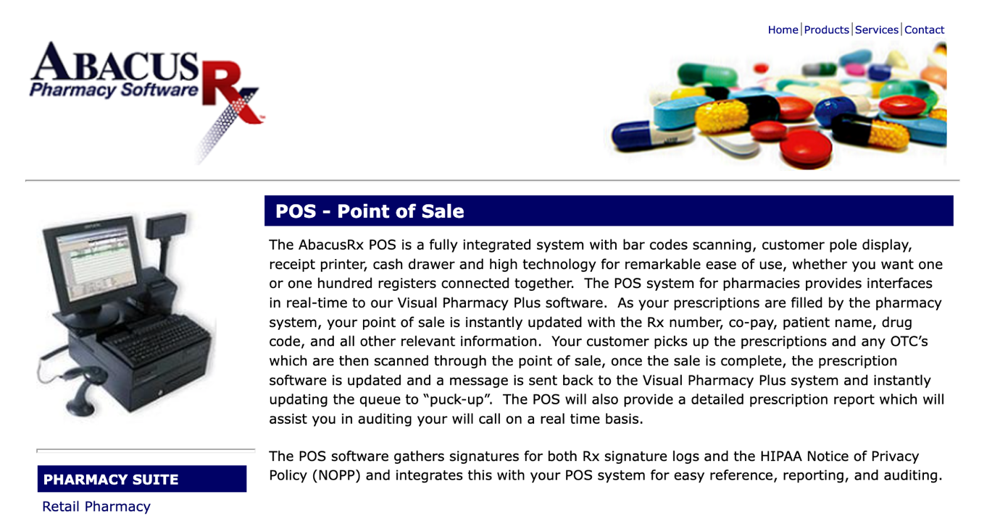 Home|Products|Services|Contact
ABACUS Rx
Pharmacy Software
POS - Point of Sale
The AbacusRx POS is a fully integrated system with bar codes scanning, customer pole display,
receipt printer, cash drawer and high technology for remarkable ease of use, whether you want one
or one hundred registers connected together.  The POS system for pharmacies provides interfaces
in real-time to our Visual Pharmacy Plus software.  As your prescriptions are filled by the pharmacy
system, your point of sale is instantly updated with the Rx number, co-pay, patient name, drug
code, and all other relevant information.  Your customer picks up the prescriptions and any OTC’s
which are then scanned through the point of sale, once the sale is complete, the prescription
software is updated and a message is sent back to the Visual Pharmacy Plus system and instantly
updating the queue to “puck-up”.  The POS will also provide a detailed prescription report which will
assist you in auditing your will call on a real time basis.
The POS software gathers signatures for both Rx signature logs and the HIPAA Notice of Privacy
Policy (NOPP) and integrates this with your POS system for easy reference, reporting, and auditing.
PHARMACY SUITE
Retail Pharmacy